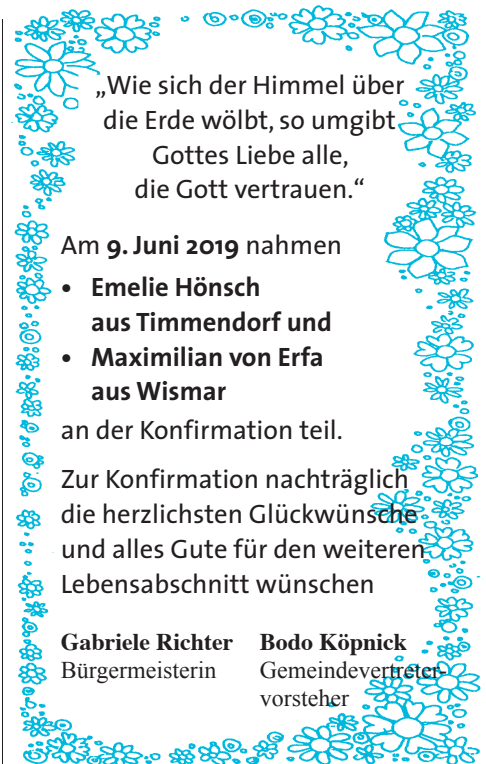 „Wie sich der Himmel über
die Erde wölbt, so umgibt
Gottes Liebe alle,
die Gott vertrauen.“
Am 9. Juni 2019 nahmen
• Emelie Hönsch
aus Timmendorf und
• Maximilian von Erfa
aus Wismar
an der Konfirmation teil.
Zur Konfirmation nachträglich
die herzlichsten Glückwünsche
und alles Gute für den weiteren
Lebensabschnitt wünschen
Gabriele Richter Bodo Köpnick
Bürgermeisterin Gemeindevertreter-
vorsteher